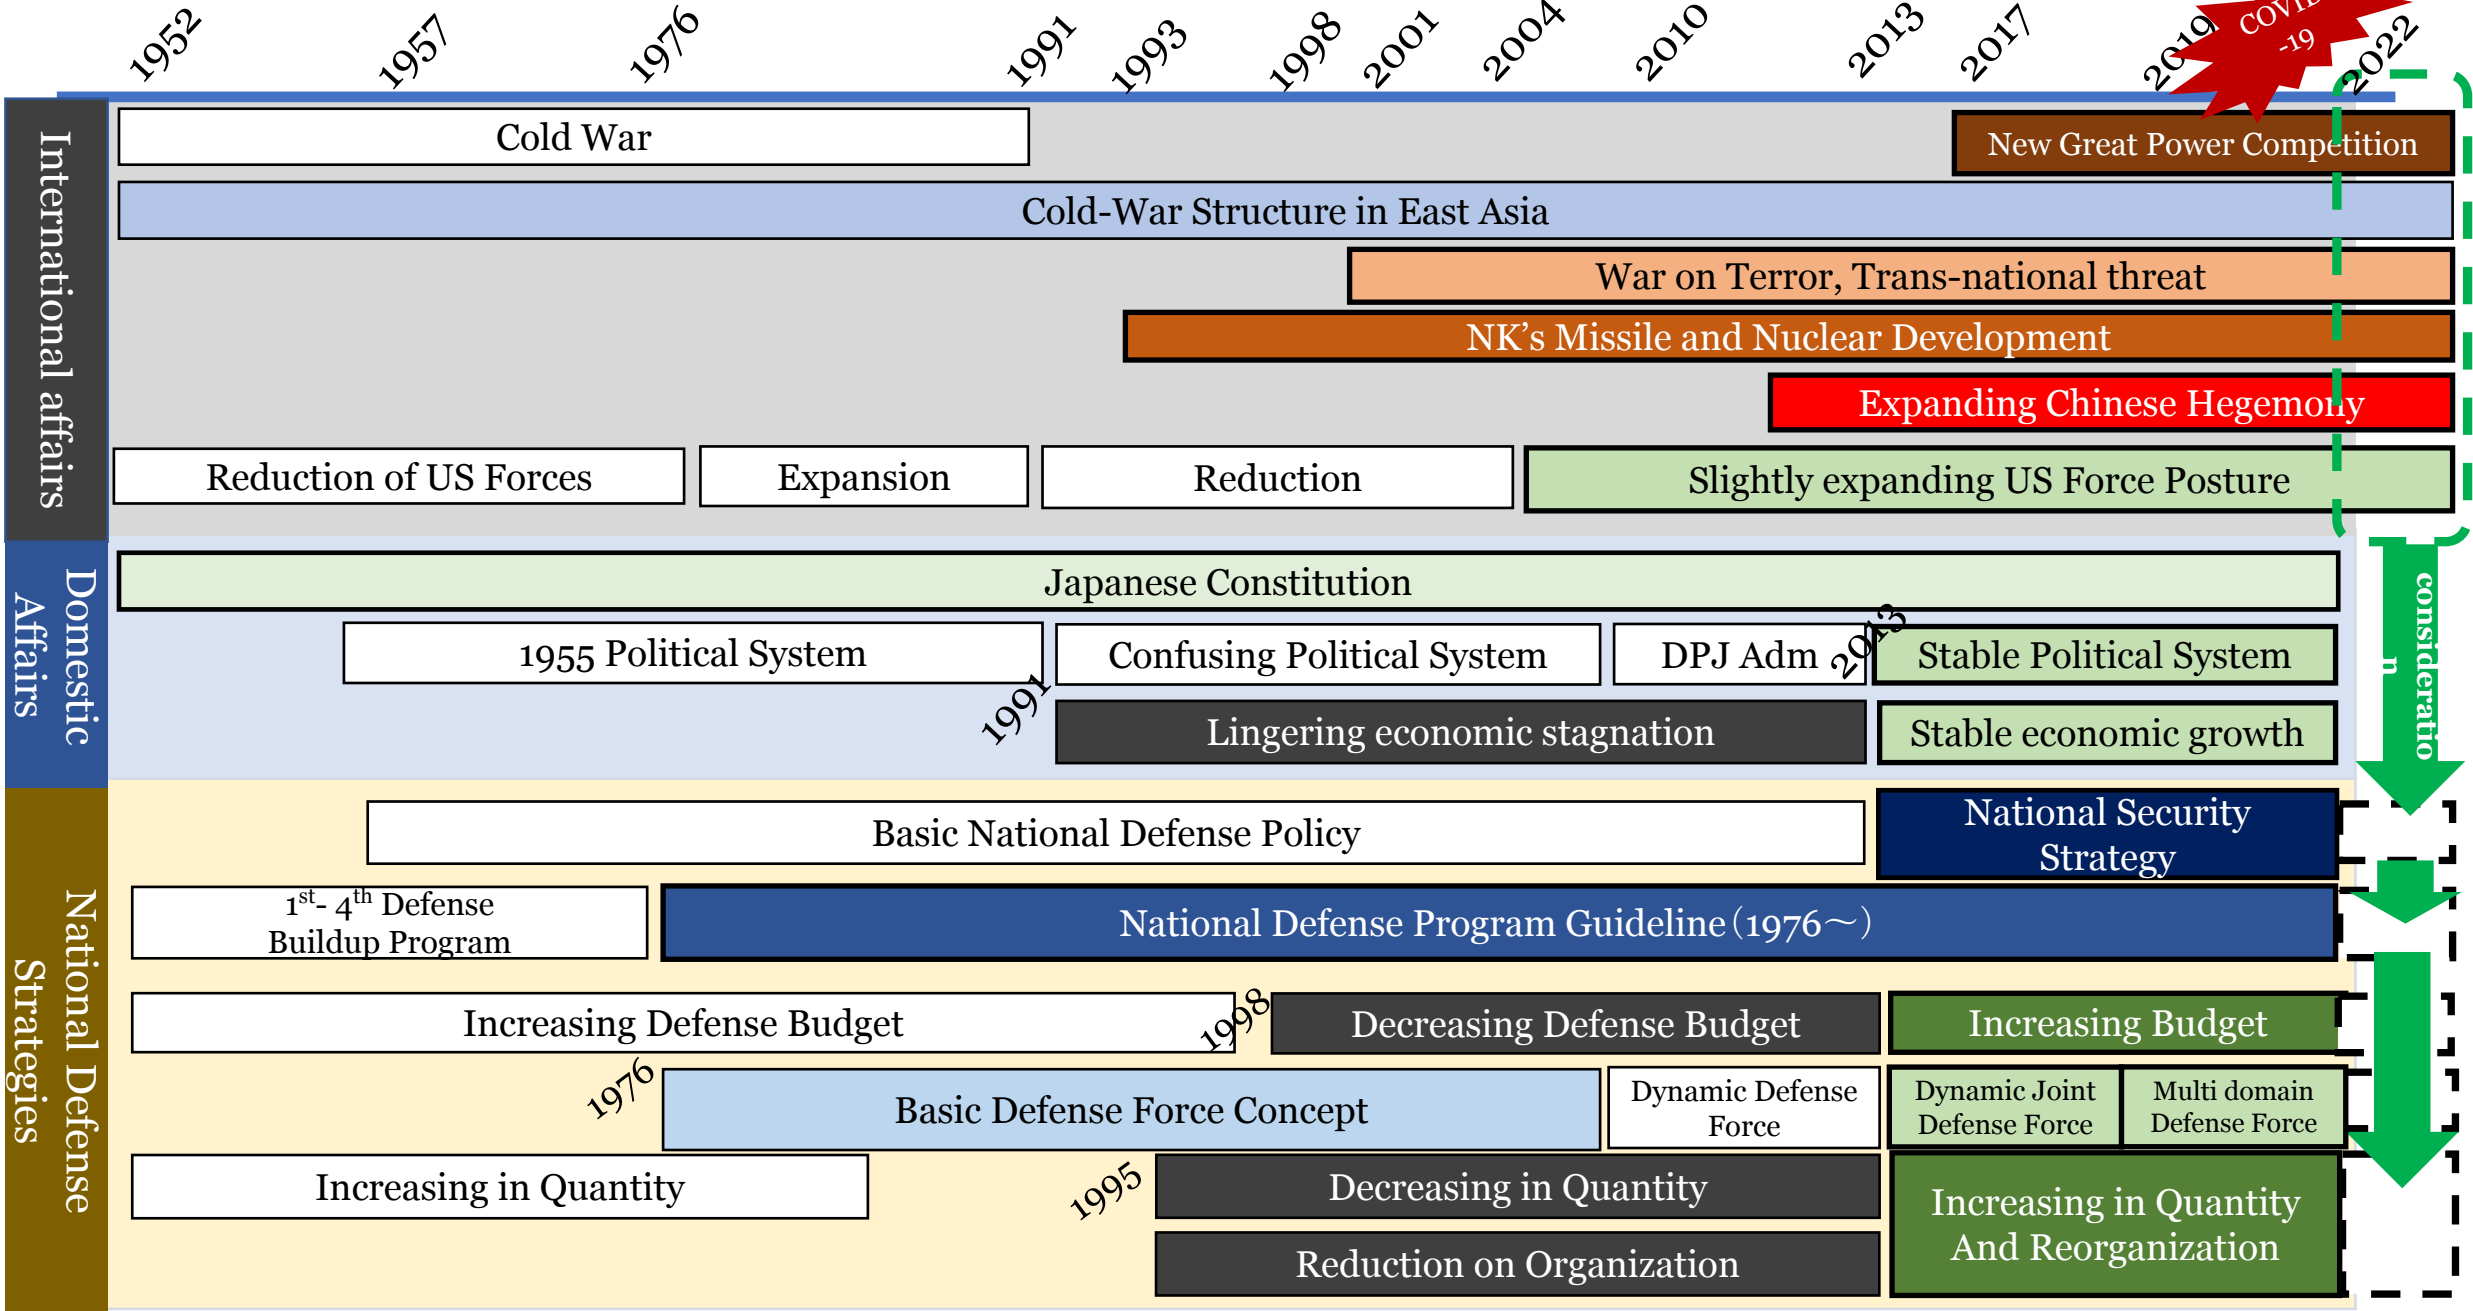 1952
1957
1976
1991
1993
1998
2001
2004
2010
2013
2017
2019
-19
2022
International affairs
Cold War
New Great Power Competition
Cold-War Structure in East Asia
War on Terror, Trans-national threat
NK's Missile and Nuclear Development
Expanding Chinese Hegemony
Reduction of US Forces
Expansion
Reduction
Slightly expanding US Force Posture
Domestic
Affairs
Japanese Constitution
1955 Political System
Confusing Political System
DPJ Adm
2013
Stable Political System
1991
Lingering economic stagnation
Stable economic growth
consideratio
n
National Defense
Strategies
Basic National Defense Policy
National Security
Strategy
1st- 4th Defense
Buildup Program
National Defense Program Guideline（1976～）
Increasing Defense Budget
1998
Decreasing Defense Budget
Increasing Budget
1976
Basic Defense Force Concept
Dynamic Defense
Force
Dynamic Joint
Defense Force
Multi domain
Defense Force
Increasing in Quantity
1995
Decreasing in Quantity
Increasing in Quantity
And Reorganization
Reduction on Organization